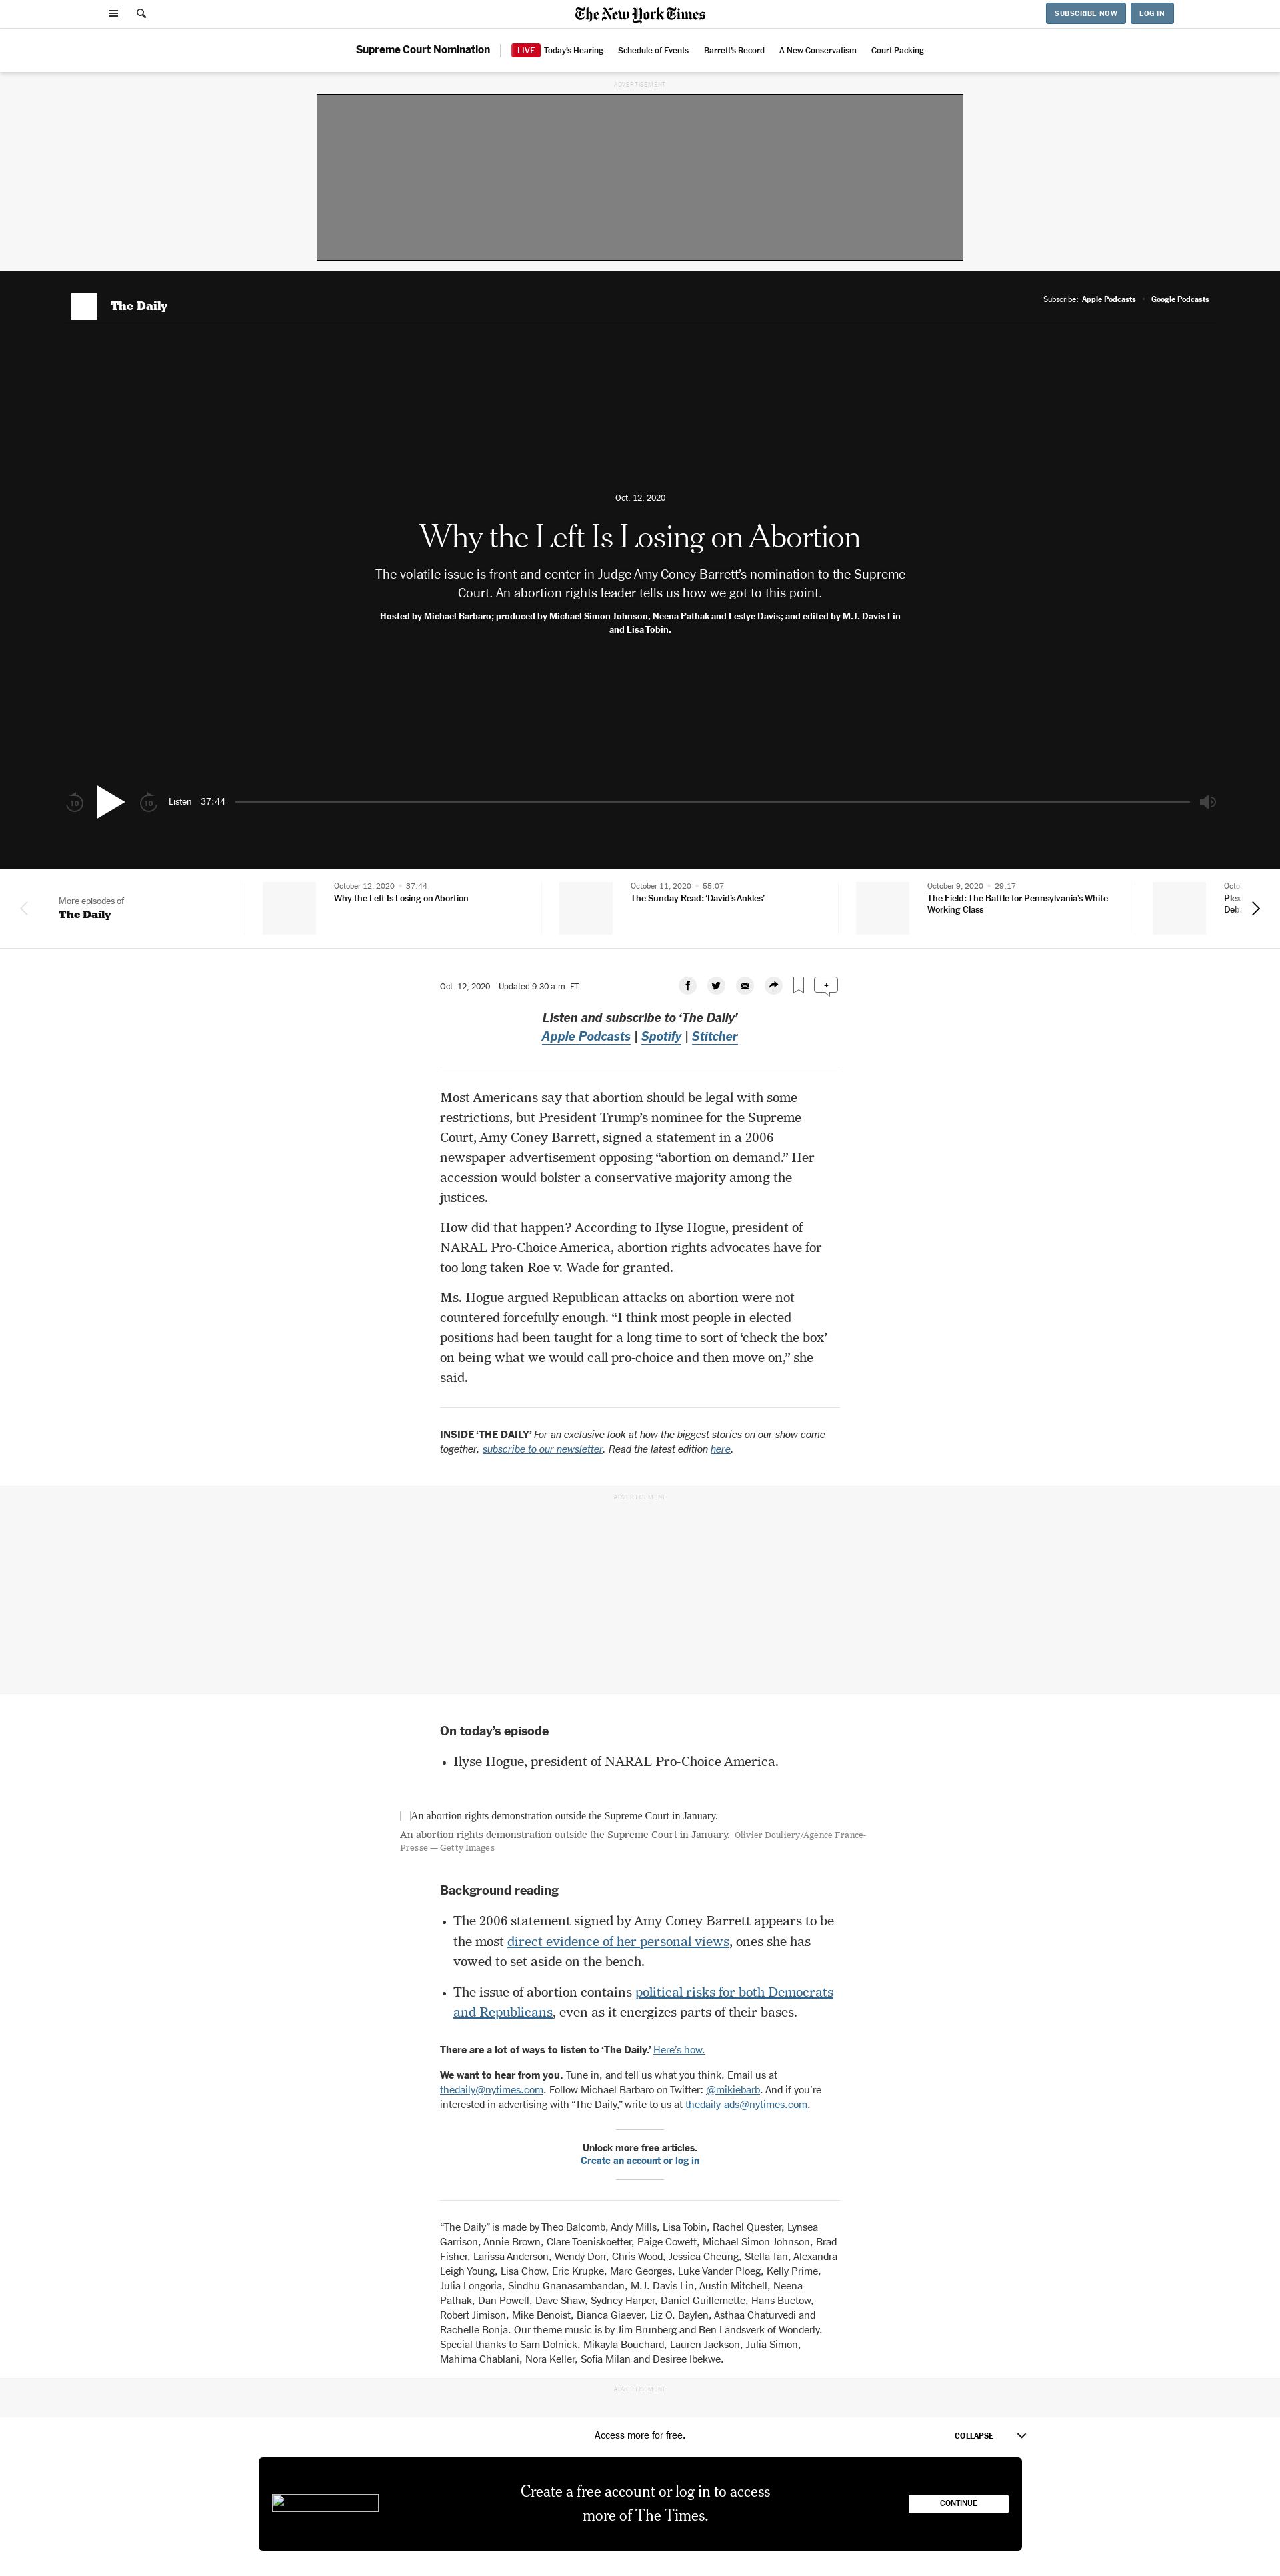 The New York Times
SUBSCRIBE NOW
LOG IN
Supreme Court Nomination
LIVE Today's Hearing
Schedule of Events
Barrett's Record
A New Conservatism
Court Packing
ADVERTISEMENT
The Daily
Subscribe: Apple Podcasts
Google Podcasts
Oct. 12, 2020
Why the Left Is Losing on Abortion
The volatile issue is front and center in Judge Amy Coney Barrett’s nomination to the Supreme
Court. An abortion rights leader tells us how we got to this point.
Hosted by Michael Barbaro; produced by Michael Simon Johnson, Neena Pathak and Leslye Davis; and edited by M.J. Davis Lin
and Lisa Tobin.
10
10
Listen 37:44
More episodes of
The Daily
October 12, 2020 • 37:44
Why the Left Is Losing on Abortion
October 11, 2020 • 55:07
The Sunday Read: ‘David’s Ankles’
October 9, 2020 • 29:17
The Field: The Battle for Pennsylvania’s White
Working Class
Oct. 12, 2020 Updated 9:30 a.m. ET
+
Listen and subscribe to ‘The Daily’
Apple Podcasts | Spotify | Stitcher
Most Americans say that abortion should be legal with some
restrictions, but President Trump’s nominee for the Supreme
Court, Amy Coney Barrett, signed a statement in a 2006
newspaper advertisement opposing “abortion on demand.” Her
accession would bolster a conservative majority among the
justices.
How did that happen? According to Ilyse Hogue, president of
NARAL Pro-Choice America, abortion rights advocates have for
too long taken Roe v. Wade for granted.
Ms. Hogue argued Republican attacks on abortion were not
countered forcefully enough. “I think most people in elected
positions had been taught for a long time to sort of ‘check the box’
on being what we would call pro-choice and then move on,” she
said.
INSIDE ‘THE DAILY’ For an exclusive look at how the biggest stories on our show come
together, subscribe to our newsletter. Read the latest edition here.
ADVERTISEMENT
On today’s episode
• Ilyse Hogue, president of NARAL Pro-Choice America.
An abortion rights demonstration outside the Supreme Court in January.
An abortion rights demonstration outside the Supreme Court in January. Olivier Douliery/Agence France-
Presse — Getty Images
Background reading
• The 2006 statement signed by Amy Coney Barrett appears to be
the most direct evidence of her personal views, ones she has
vowed to set aside on the bench.
• The issue of abortion contains political risks for both Democrats
and Republicans, even as it energizes parts of their bases.
There are a lot of ways to listen to ‘The Daily.’ Here’s how.
We want to hear from you. Tune in, and tell us what you think. Email us at
thedaily@nytimes.com. Follow Michael Barbaro on Twitter: @mikiebarb. And if you’re
interested in advertising with “The Daily,” write to us at thedaily-ads@nytimes.com.
Unlock more free articles.
Create an account or log in
“The Daily” is made by Theo Balcomb, Andy Mills, Lisa Tobin, Rachel Quester, Lynsea
Garrison, Annie Brown, Clare Toeniskoetter, Paige Cowett, Michael Simon Johnson, Brad
Fisher, Larissa Anderson, Wendy Dorr, Chris Wood, Jessica Cheung, Stella Tan, Alexandra
Leigh Young, Lisa Chow, Eric Krupke, Marc Georges, Luke Vander Ploeg, Kelly Prime,
Julia Longoria, Sindhu Gnanasambandan, M.J. Davis Lin, Austin Mitchell, Neena
Pathak, Dan Powell, Dave Shaw, Sydney Harper, Daniel Guillemette, Hans Buetow,
Robert Jimison, Mike Benoist, Bianca Giaever, Liz O. Baylen, Asthaa Chaturvedi and
Rachelle Bonja. Our theme music is by Jim Brunberg and Ben Landsverk of Wonderly.
Special thanks to Sam Dolnick, Mikayla Bouchard, Lauren Jackson, Julia Simon,
Mahima Chablani, Nora Keller, Sofia Milan and Desiree Ibekwe.
ADVERTISEMENT
Access more for free.
COLLAPSE
Create a free account or log in to access
more of The Times.
CONTINUE